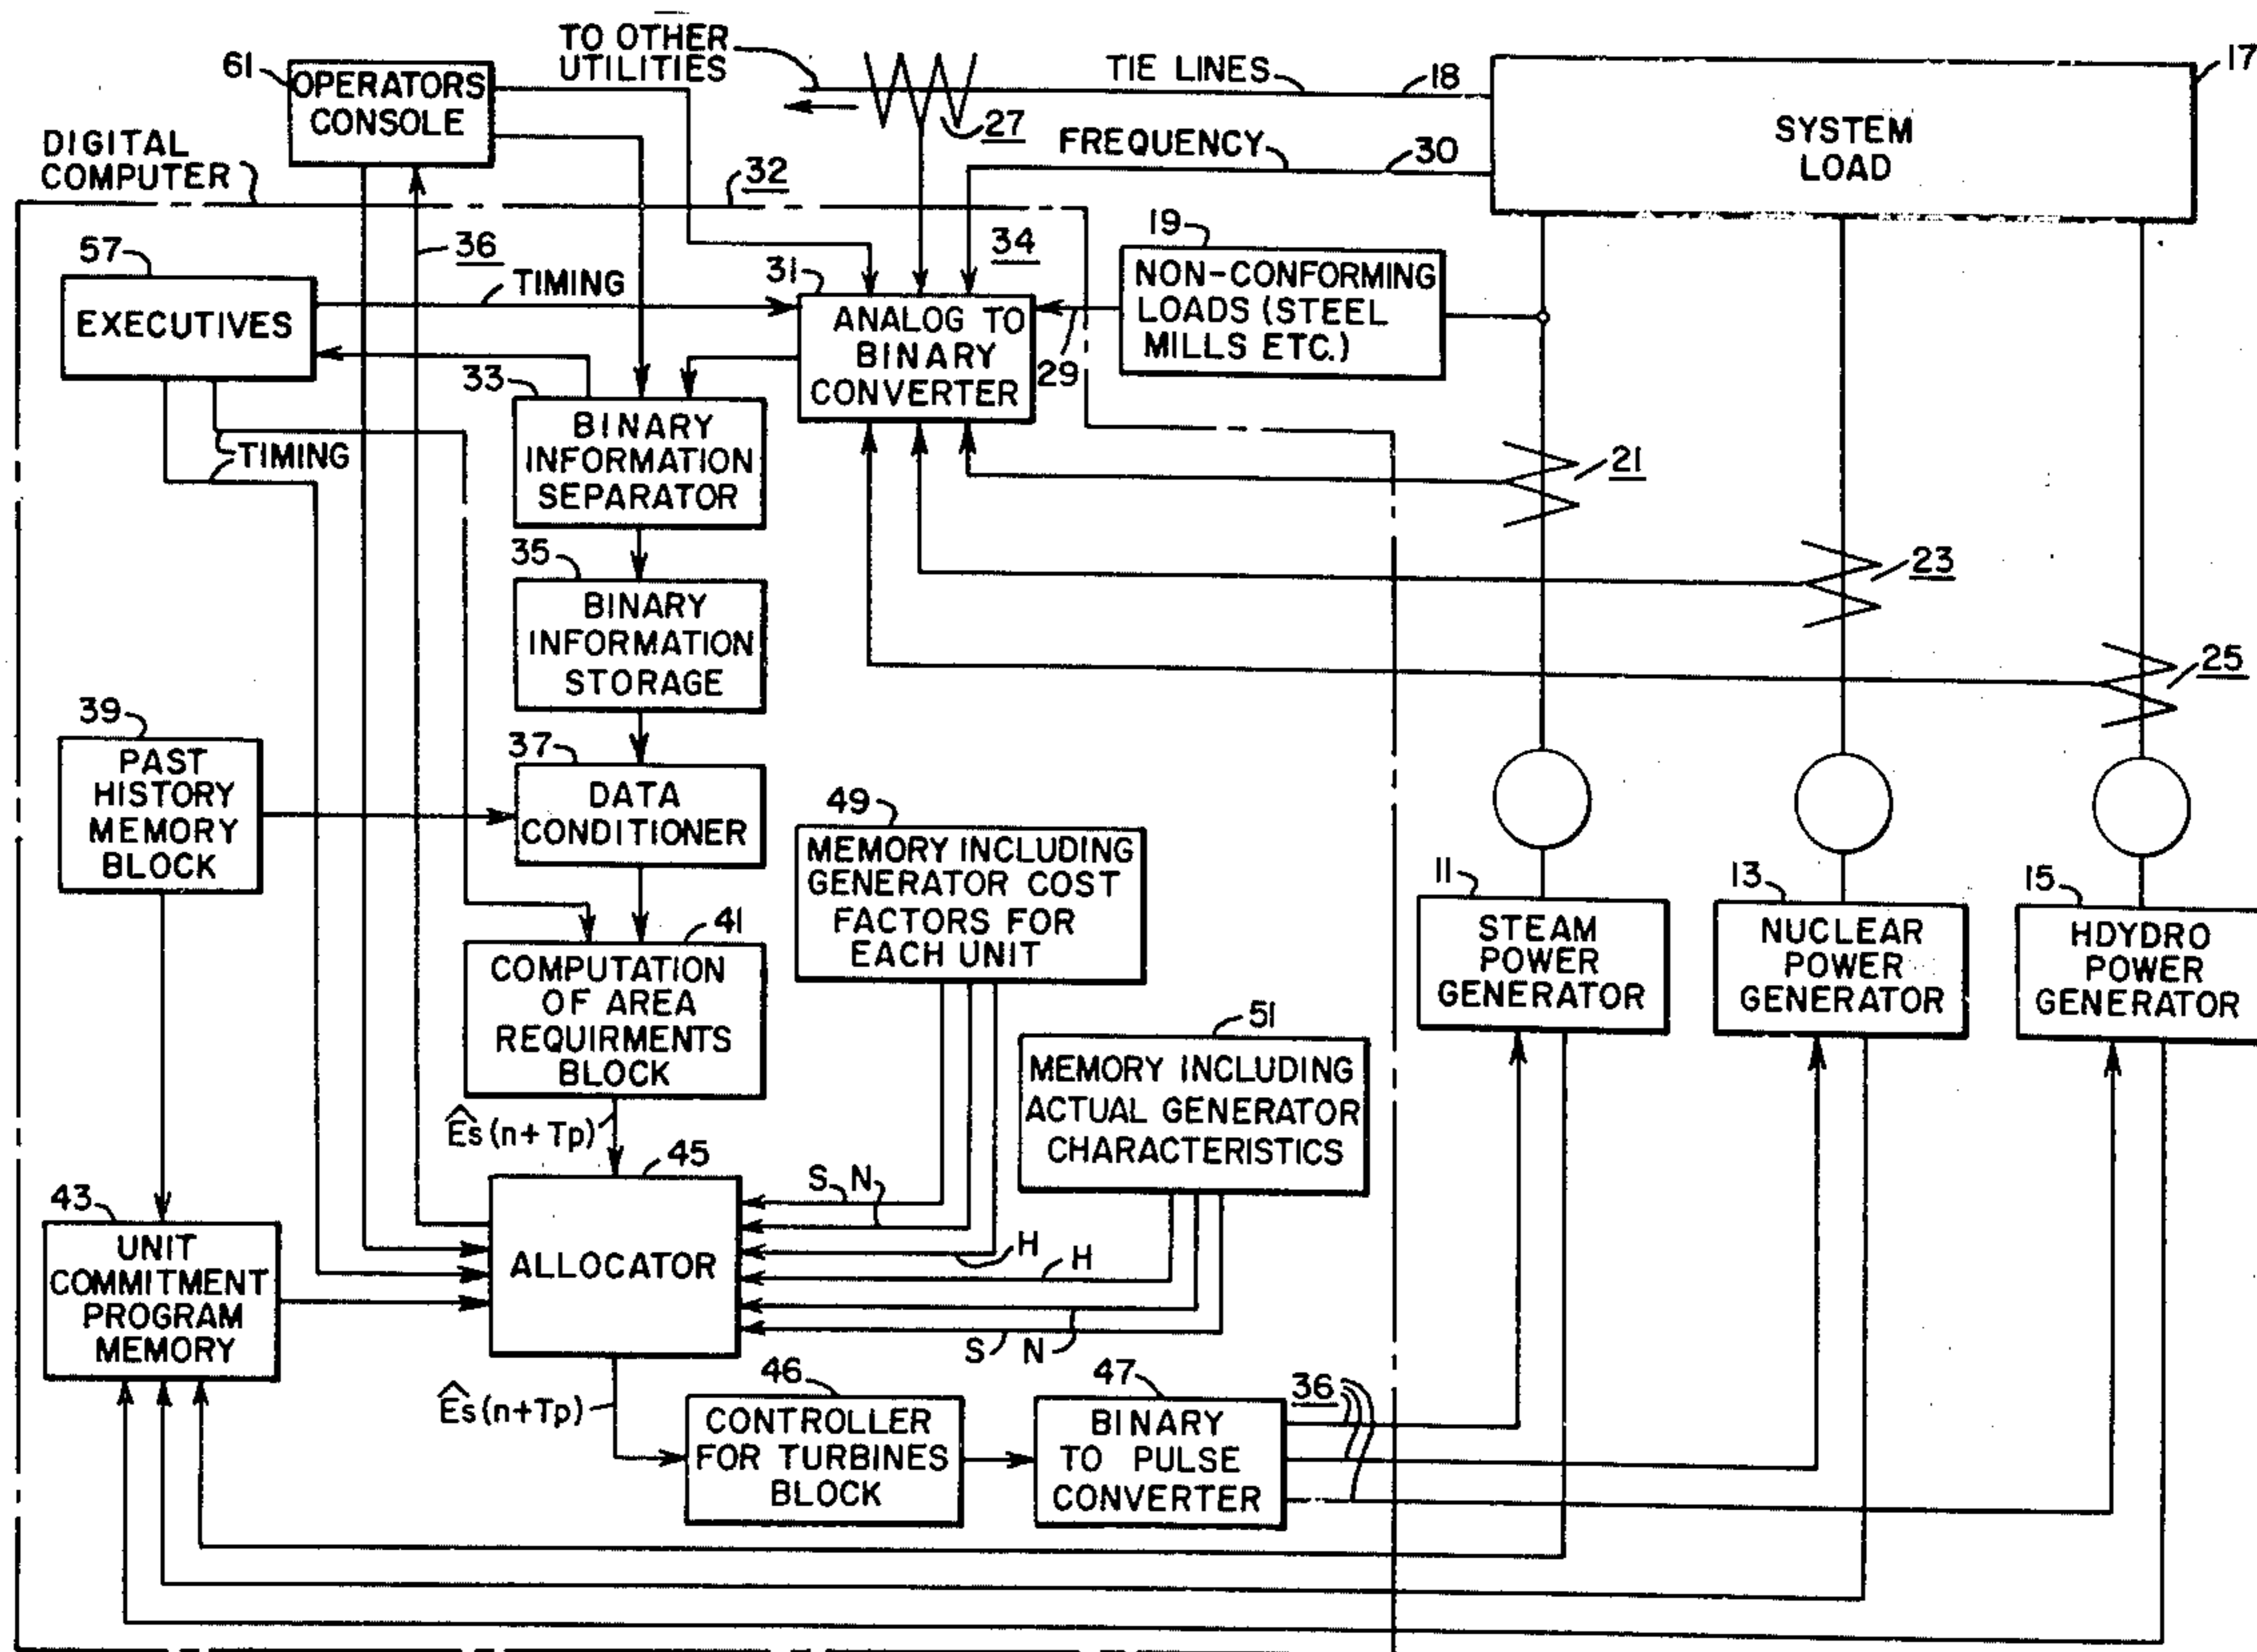 TO OTHER
UTILITIES
TIE LINES
18
17
61
OPERATORS
CONSOLE
27
SYSTEM
LOAD
DIGITAL
COMPUTER
32
FREQUENCY
30
57
EXECUTIVES
36
TIMING
31
34
ANALOG TO
BINARY
CONVERTER
19
NON-CONFORMING
LOADS (STEEL
MILLS ETC.)
29
TIMING
33
BINARY
INFORMATION
SEPARATOR
21
23
25
35
BINARY
INFORMATION
STORAGE
39
PAST
HISTORY
MEMORY
BLOCK
37
DATA
CONDITIONER
49
MEMORY INCLUDING
GENERATOR COST
FACTORS FOR
EACH UNIT
11
STEAM
POWER
GENERATOR
13
NUCLEAR
POWER
GENERATOR
15
HDYDRO
POWER
GENERATOR
41
COMPUTATION
OF AREA
REQUIRMENTS
BLOCK
51
MEMORY INCLUDING
ACTUAL GENERATOR
CHARACTERISTICS
Ês(n+Tp)
45
ALLOCATOR
S N
H
H
S N
43
UNIT
COMMITMENT
PROGRAM
MEMORY
Ês(n+Tp)
46
CONTROLLER
FOR TURBINES
BLOCK
47
BINARY
TO PULSE
CONVERTER
36